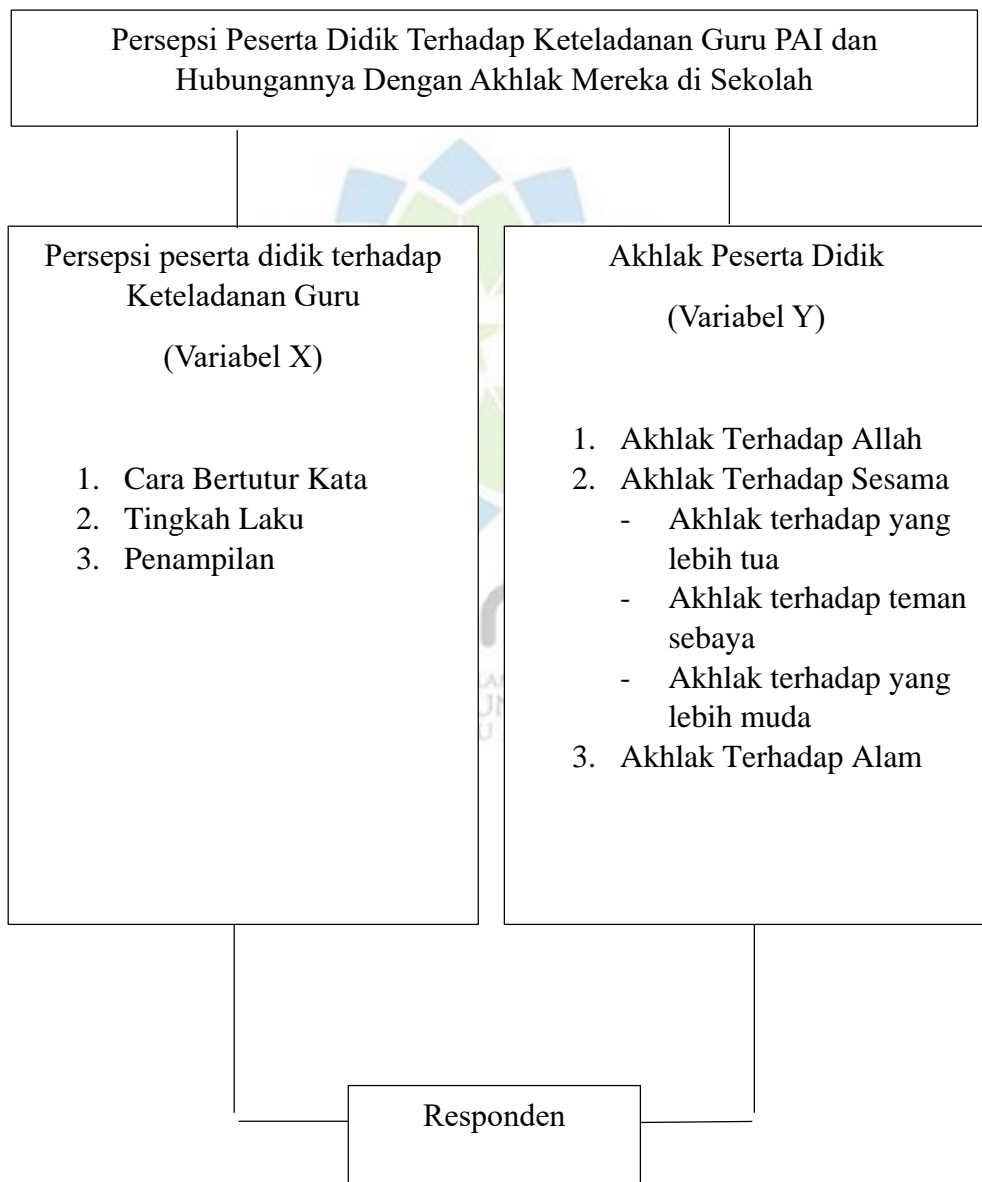 Persepsi Peserta Didik Terhadap Keteladanan Guru PAI dan
Hubungannya Dengan Akhlak Mereka di Sekolah
Persepsi peserta didik terhadap
Keteladanan Guru
(Variabel X)
1. Cara Bertutur Kata
2. Tingkah Laku
3. Penampilan
Akhlak Peserta Didik
(Variabel Y)
1. Akhlak Terhadap Allah
2. Akhlak Terhadap Sesama
- Akhlak terhadap yang
lebih tua
- Akhlak terhadap teman
sebaya
- Akhlak terhadap yang
lebih muda
3. Akhlak Terhadap Alam
Responden